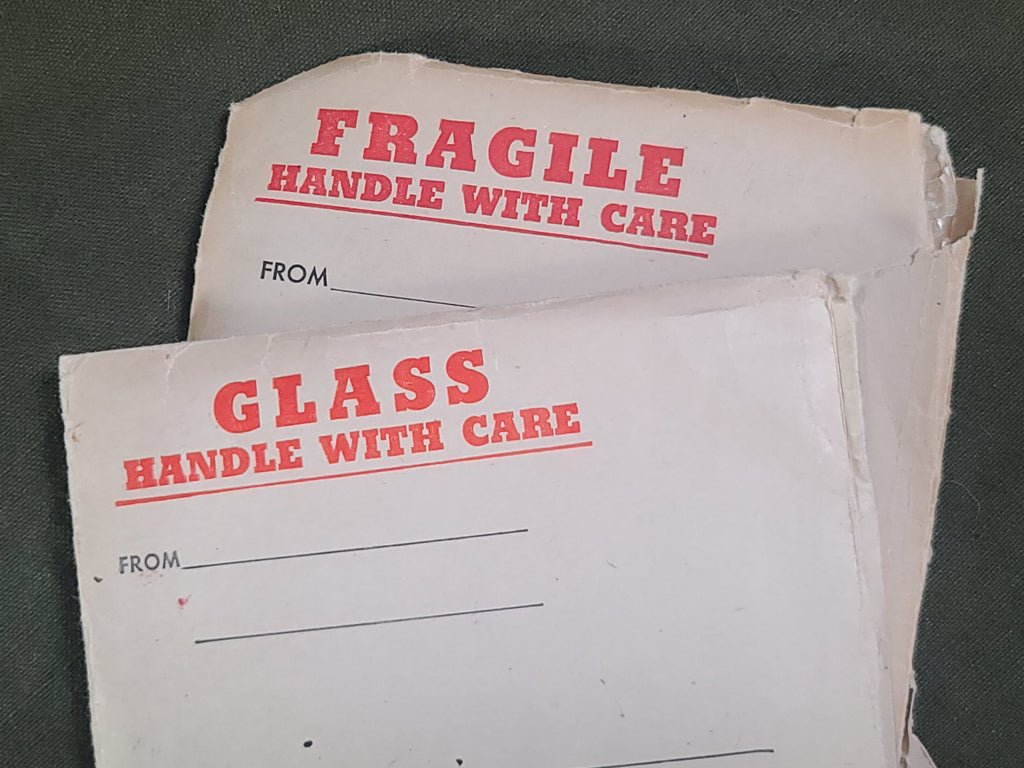 FRAGILE
HANDLE WITH CARE
FROM
GLASS
HANDLE WITH CARE
FROM